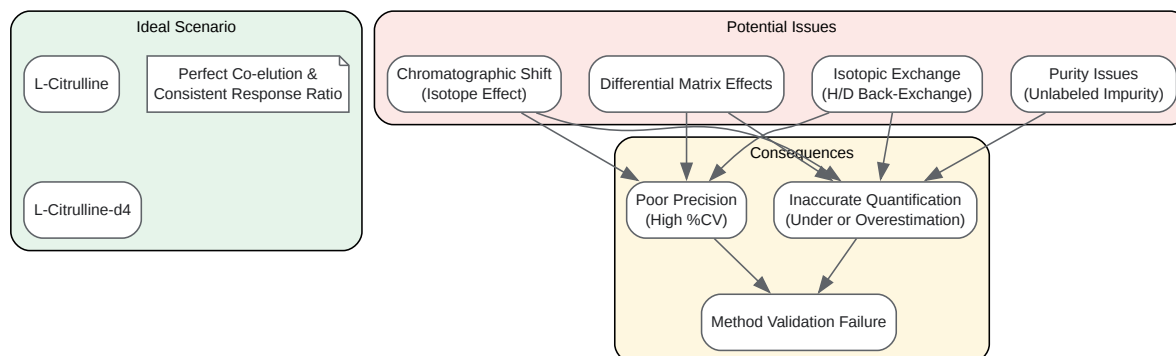 Ideal Scenario
L-Citrulline
Perfect Co-elution &
Consistent Response Ratio
L-Citrulline-d4
Potential Issues
Chromatographic Shift
(Isotope Effect)
Differential Matrix Effects
Isotopic Exchange
(H/D Back-Exchange)
Purity Issues
(Unlabeled Impurity)
Consequences
Poor Precision
(High %CV)
Inaccurate Quantification
(Under or Overestimation)
Method Validation Failure